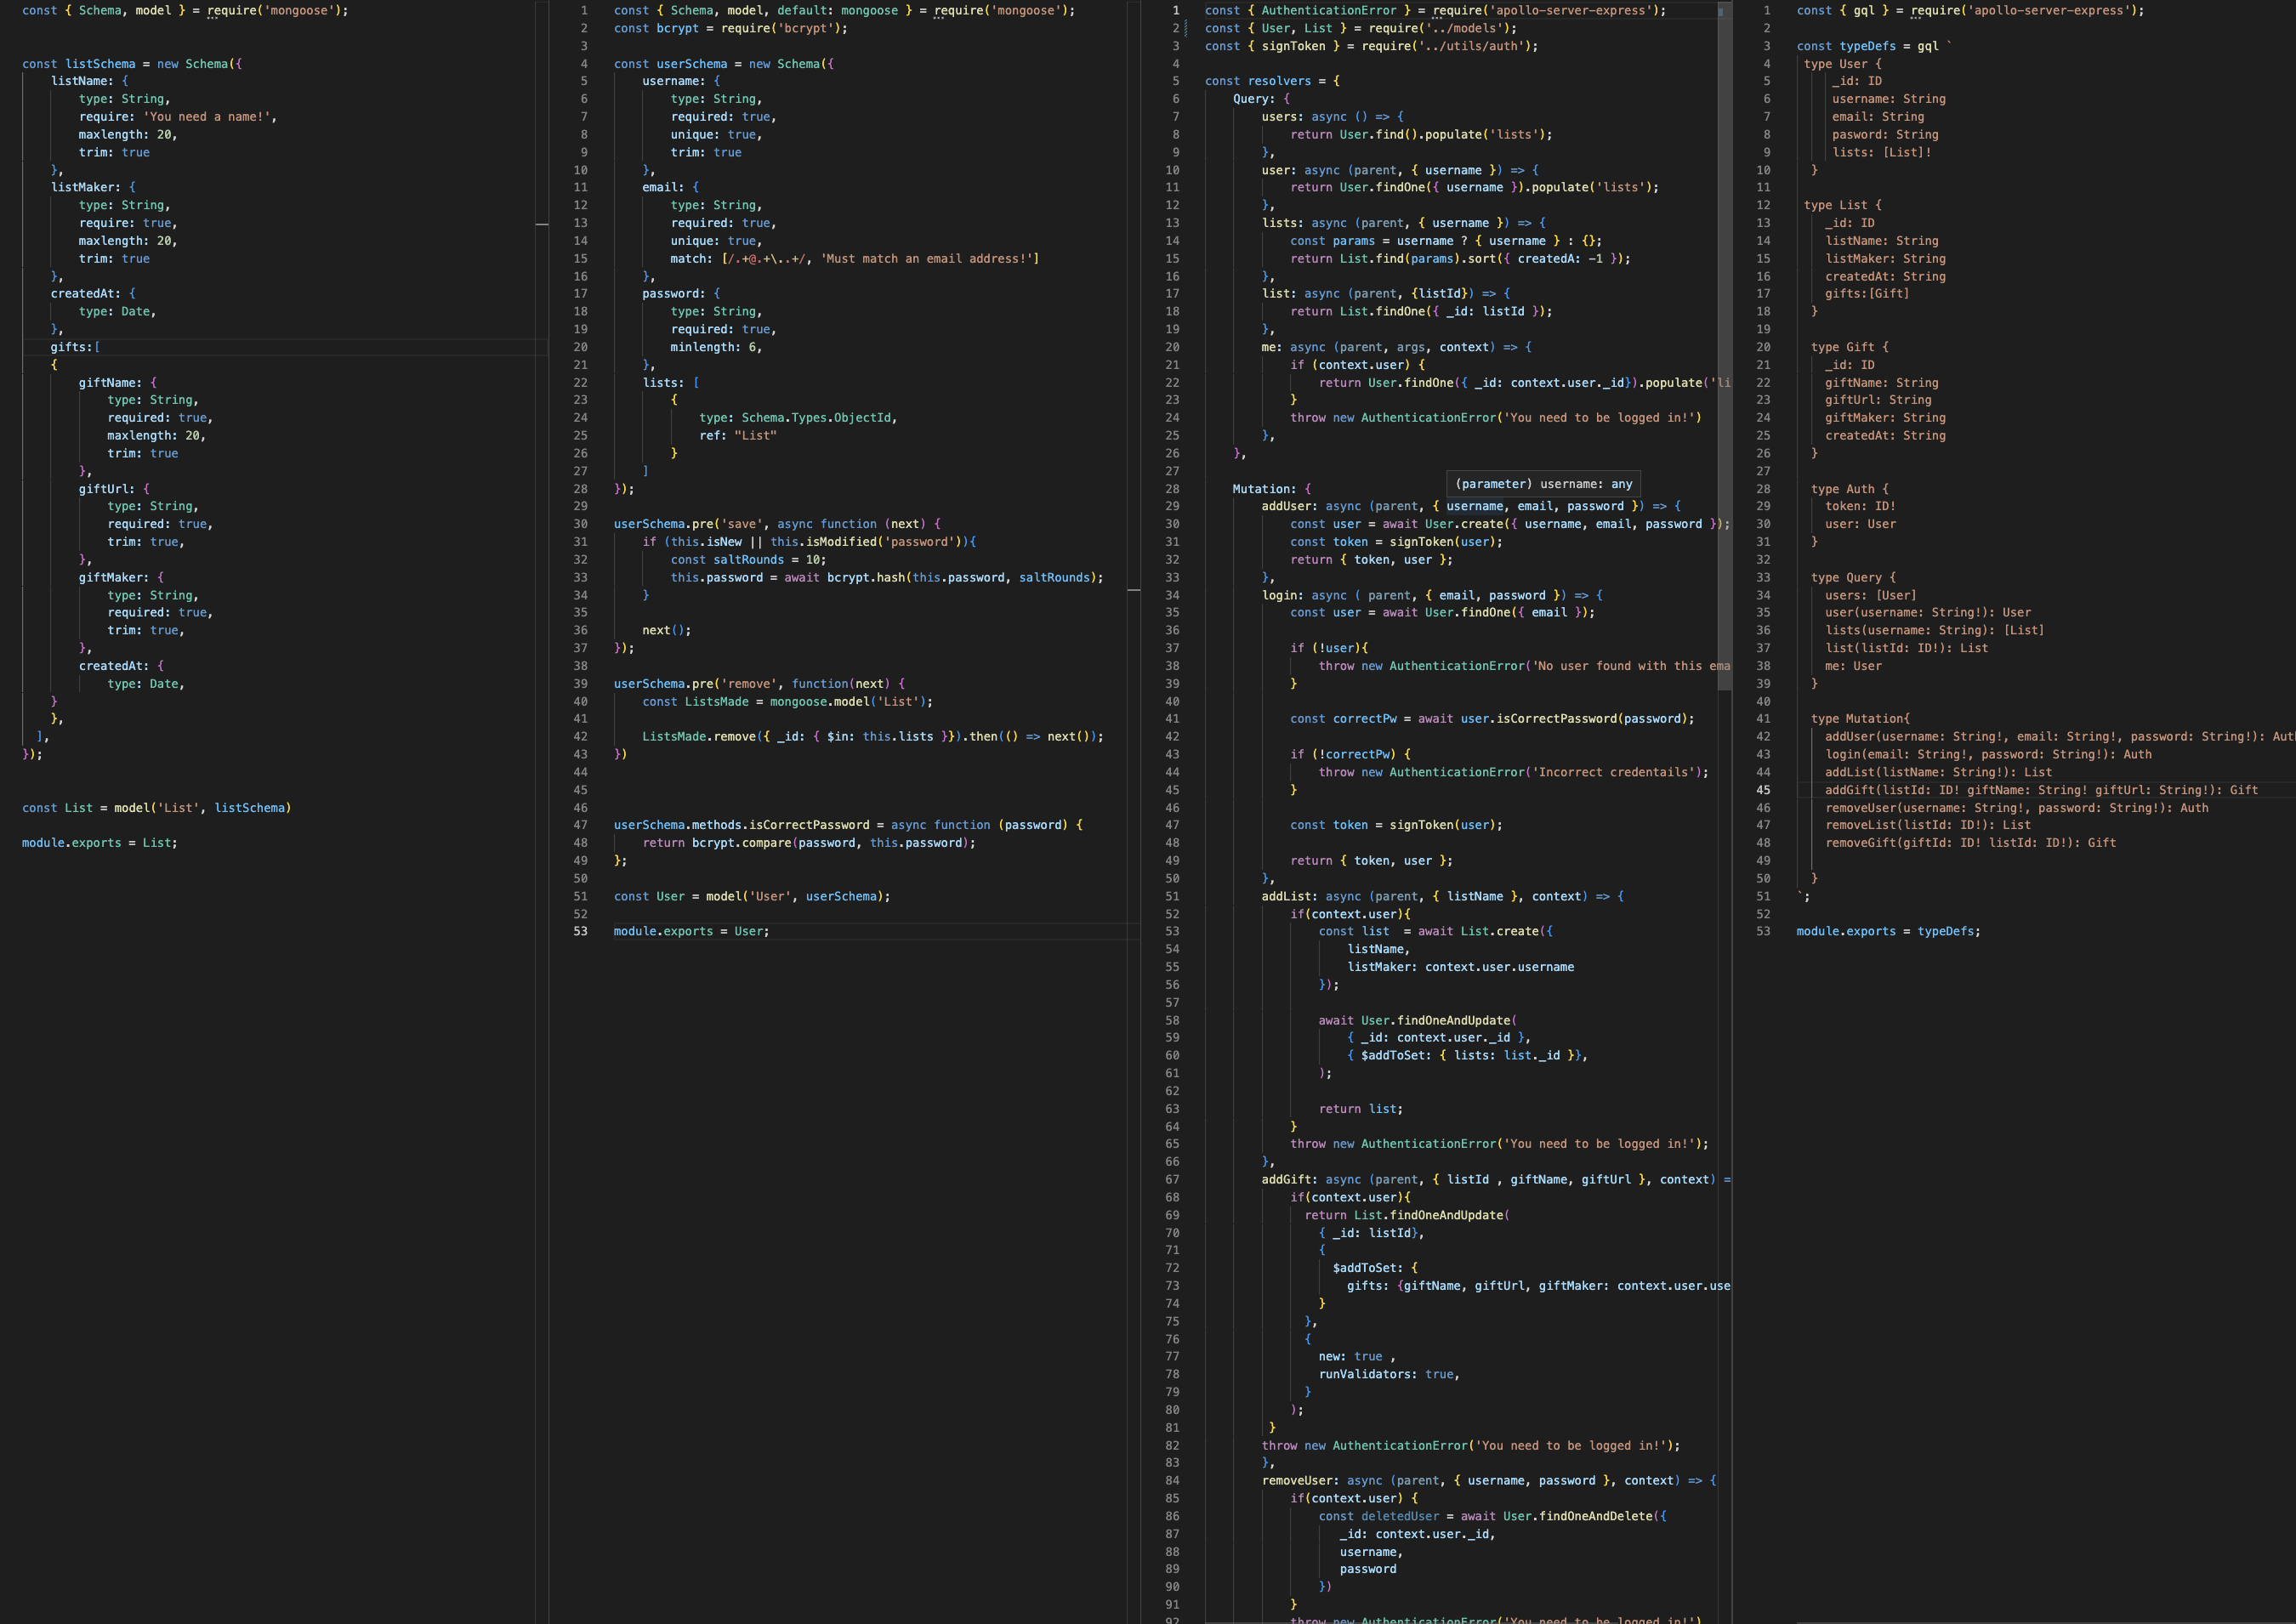 const { Schema, model } = require('mongoose');
const listSchema = new Schema({
listName: {
type: String,
require: 'You need a name!',
maxlength: 20,
trim: true
},
listMaker: {
type: String,
require: true,
maxlength: 20,
trim: true
},
createdAt: {
type: Date,
},
gifts:[
{
giftName: {
type: String,
required: true,
maxlength: 20,
trim: true
},
giftUrl: {
type: String,
required: true,
trim: true,
},
giftMaker: {
type: String,
required: true,
trim: true,
},
createdAt: {
type: Date,
}
},
],
});
const List = model('List', listSchema)
module.exports = List;
1 const { Schema, model, default: mongoose } = require('mongoose');
2 const bcrypt = require('bcrypt');
3
4 const userSchema = new Schema({
5 username: {
6 type: String,
7 required: true,
8 unique: true,
9 trim: true
10 },
11 email: {
12 type: String,
13 required: true,
14 unique: true,
15 match: [/.+@.+\..+/, 'Must match an email address!']
16 },
17 password: {
18 type: String,
19 required: true,
20 minlength: 6,
21 },
22 lists: [
23 {
24 type: Schema.Types.ObjectId,
25 ref: "List"
26 }
27 ]
28 });
29
30 userSchema.pre('save', async function (next) {
31 if (this.isNew || this.isModified('password')){
32 const saltRounds = 10;
33 this.password = await bcrypt.hash(this.password, saltRounds);
34 }
35
36 next();
37 });
38
39 userSchema.pre('remove', function(next) {
40 const ListsMade = mongoose.model('List');
41
42 ListsMade.remove({ _id: { $in: this.lists }}).then(() => next());
43 })
44
45
46
47 userSchema.methods.isCorrectPassword = async function (password) {
48 return bcrypt.compare(password, this.password);
49 };
50
51 const User = model('User', userSchema);
52
53 module.exports = User;
1 const { AuthenticationError } = require('apollo-server-express');
2 const { User, List } = require('../models');
3 const { signToken } = require('../utils/auth');
4
5 const resolvers = {
6 Query: {
7 users: async () => {
8 return User.find().populate('lists');
9 },
10 user: async (parent, { username }) => {
11 return User.findOne({ username }).populate('lists');
12 },
13 lists: async (parent, { username }) => {
14 const params = username ? { username } : {};
15 return List.find(params).sort({ createdA: -1 });
16 },
17 list: async (parent, {listId}) => {
18 return List.findOne({ _id: listId });
19 },
20 me: async (parent, args, context) => {
21 if (context.user) {
22 return User.findOne({ _id: context.user._id}).populate('li
23 }
24 throw new AuthenticationError('You need to be logged in!')
25 },
26 },
27
(parameter) username: any
28 Mutation: {
29 addUser: async (parent, { username, email, password }) => {
30 const user = await User.create({ username, email, password });
31 const token = signToken(user);
32 return { token, user };
33 },
34 login: async ( parent, { email, password }) => {
35 const user = await User.findOne({ email });
36
37 if (!user){
38 throw new AuthenticationError('No user found with this ema
39 }
40
41 const correctPw = await user.isCorrectPassword(password);
42
43 if (!correctPw) {
44 throw new AuthenticationError('Incorrect credentails');
45 }
46
47 const token = signToken(user);
48
49 return { token, user };
50 },
51 addList: async (parent, { listName }, context) => {
52 if(context.user){
53 const list = await List.create({
54 listName,
55 listMaker: context.user.username
56 });
57
58 await User.findOneAndUpdate(
59 { _id: context.user._id },
60 { $addToSet: { lists: list._id }},
61 );
62
63 return list;
64 }
65 throw new AuthenticationError('You need to be logged in!');
66 },
67 addGift: async (parent, { listId , giftName, giftUrl }, context) =
68 if(context.user){
69 return List.findOneAndUpdate(
70 { _id: listId},
71 {
72 $addToSet: {
73 gifts: {giftName, giftUrl, giftMaker: context.user.use
74 }
75 },
76 {
77 new: true ,
78 runValidators: true,
79 }
80 );
81 }
82 throw new AuthenticationError('You need to be logged in!');
83 },
84 removeUser: async (parent, { username, password }, context) => {
85 if(context.user) {
86 const deletedUser = await User.findOneAndDelete({
87 _id: context.user._id,
88 username,
89 password
90 })
91 }
92 throw new AuthenticationError('You need to be logged in!')
1 const { gql } = require('apollo-server-express');
2
3 const typeDefs = gql `
4 type User {
5 _id: ID
6 username: String
7 email: String
8 pasword: String
9 lists: [List]!
10 }
11
12 type List {
13 _id: ID
14 listName: String
15 listMaker: String
16 createdAt: String
17 gifts:[Gift]
18 }
19
20 type Gift {
21 _id: ID
22 giftName: String
23 giftUrl: String
24 giftMaker: String
25 createdAt: String
26 }
27
28 type Auth {
29 token: ID!
30 user: User
31 }
32
33 type Query {
34 users: [User]
35 user(username: String!): User
36 lists(username: String): [List]
37 list(listId: ID!): List
38 me: User
39 }
40
41 type Mutation{
42 addUser(username: String!, email: String!, password: String!): Aut
43 login(email: String!, password: String!): Auth
44 addList(listName: String!): List
45 addGift(listId: ID! giftName: String! giftUrl: String!): Gift
46 removeUser(username: String!, password: String!): Auth
47 removeList(listId: ID!): List
48 removeGift(giftId: ID! listId: ID!): Gift
49
50 }
51 `;
52
53 module.exports = typeDefs;